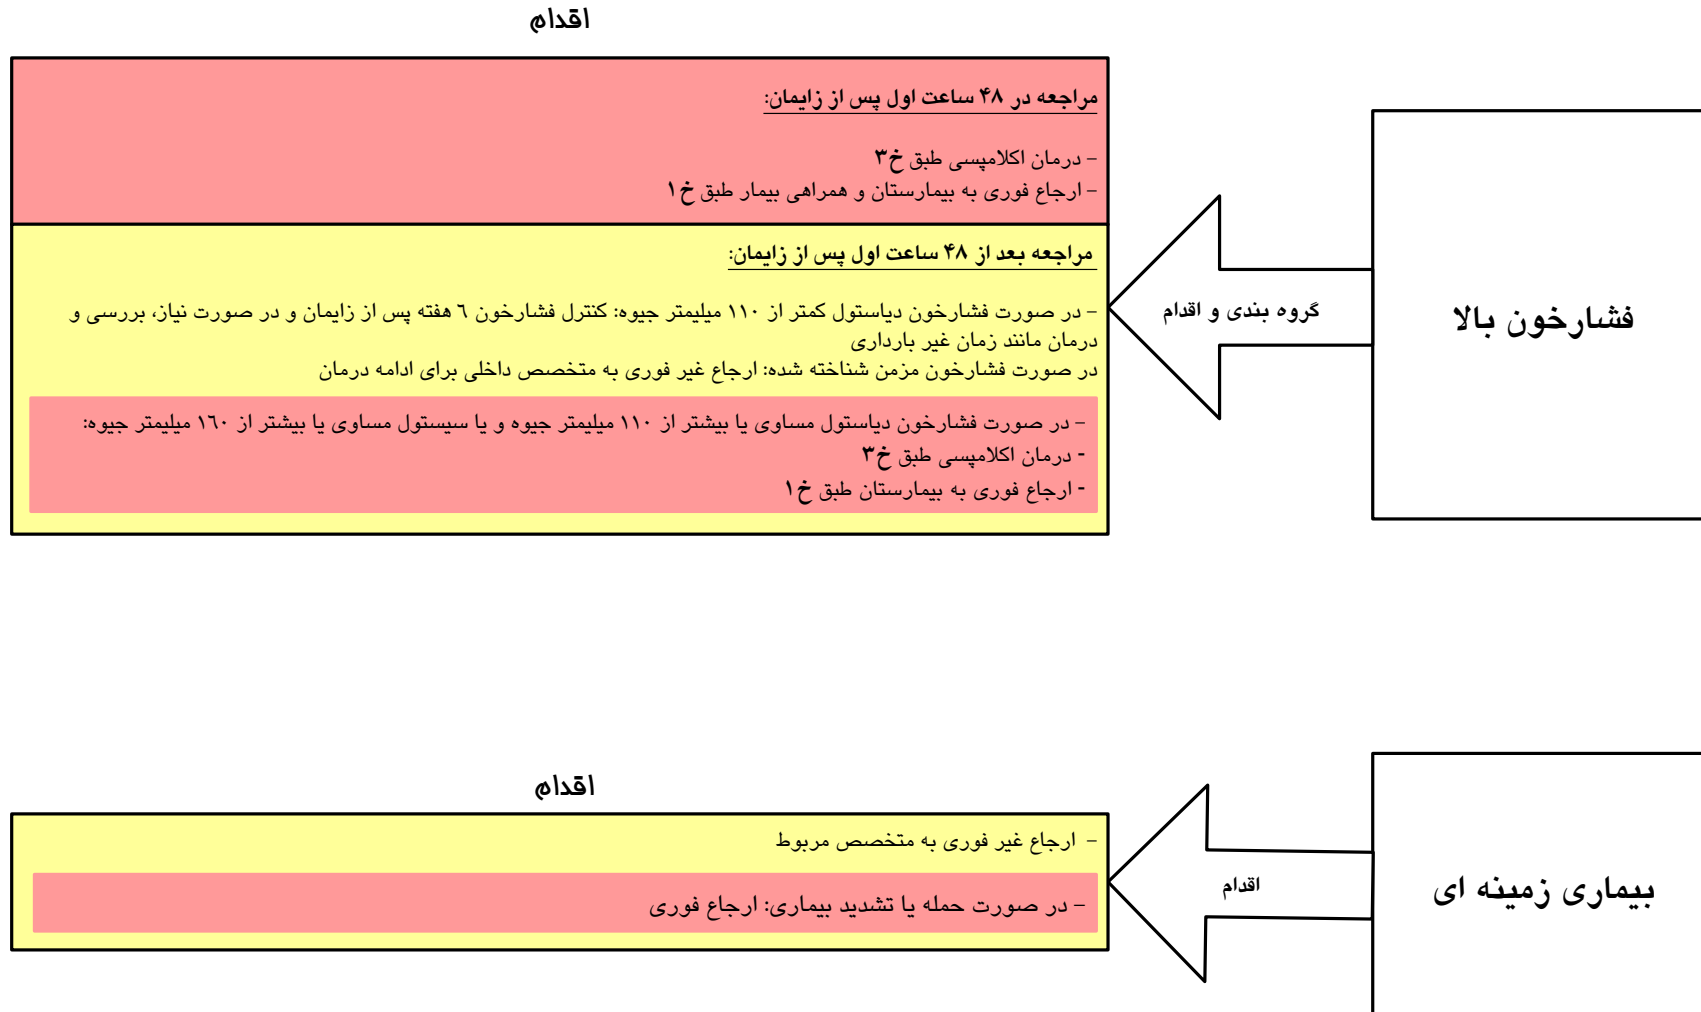 اقدام
مراجعه در ۴۸ ساعت اول پس از زایمان:
– درمان اکلامپسی طبق خ۳
– ارجاع فوری به بیمارستان و همراهی بیمار طبق خ۱
مراجعه بعد از ۴۸ ساعت اول پس از زایمان:
– در صورت فشارخون دیاستول کمتر از ۱۱۰ میلیمتر جیوه: کنترل فشارخون ٦ هفته پس از زایمان و در صورت نیاز، بررسی و
درمان مانند زمان غیر بارداری
در صورت فشارخون مزمن شناخته شده: ارجاع غیر فوری به متخصص داخلی برای ادامه درمان
– در صورت فشارخون دیاستول مساوی یا بیشتر از ۱۱۰ میلیمتر جیوه و یا سیستول مساوی یا بیشتر از ۱٦۰ میلیمتر جیوه:
- درمان اکلامپسی طبق خ۳
- ارجاع فوری به بیمارستان طبق خ۱
گروه بندی و اقدام
فشارخون بالا
اقدام
– ارجاع غیر فوری به متخصص مربوط
– در صورت حمله یا تشدید بیماری: ارجاع فوری
اقدام
بیماری زمینه ای